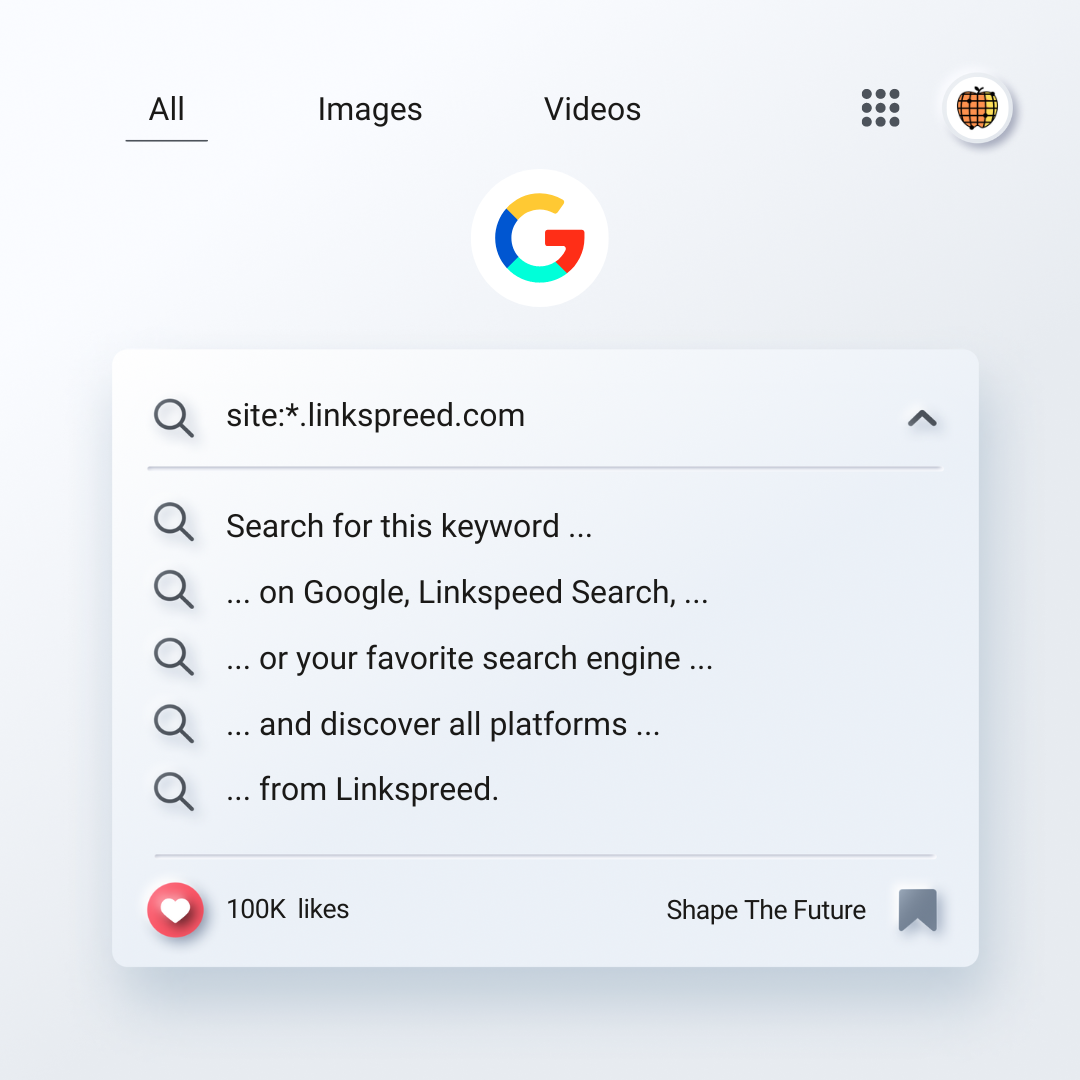 All Images Videos
site:*.linkspreed.com
Search for this keyword ...
... on Google, Linkspeed Search, ...
... or your favorite search engine ...
... and discover all platforms ...
... from Linkspreed.
100K likes Shape The Future